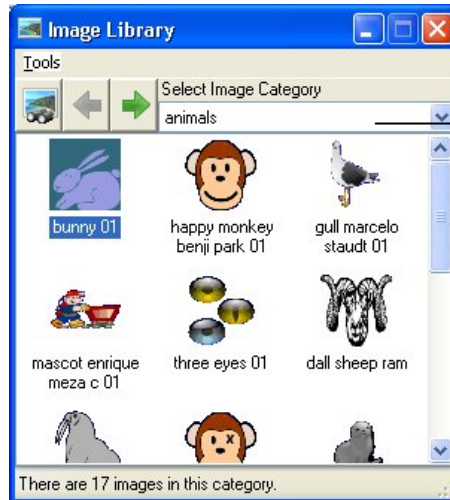 Image Library
Tools
Select Image Category
animals
bunny 01
happy monkey
benji park 01
gull marcelo
staudt 01
mascot enrique
meza c 01
three eyes 01
dall sheep ram
There are 17 images in this category.